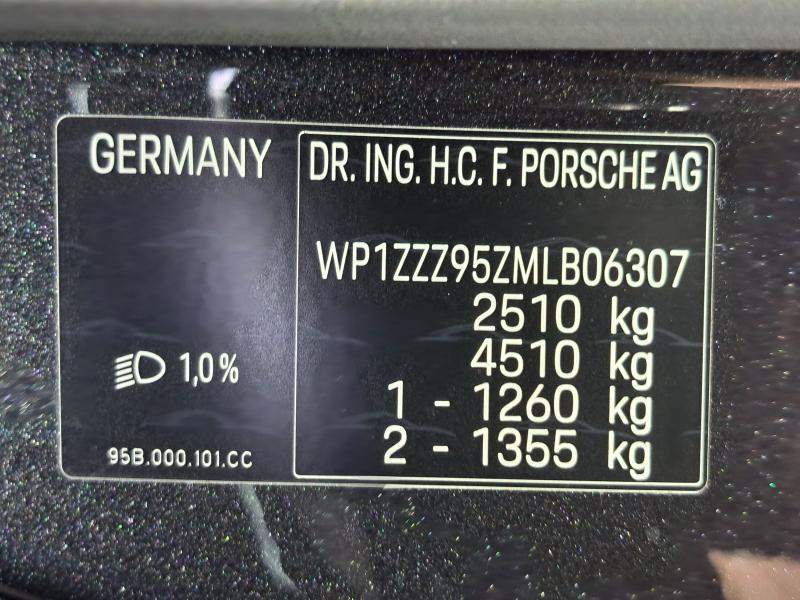 GERMANY
1,0%
95B.000.101.CC
DR. ING. H.C. F. PORSCHE AG
WP1ZZZ95ZMLB06307
2510 kg
4510 kg
1 - 1260 kg
2 - 1355 kg